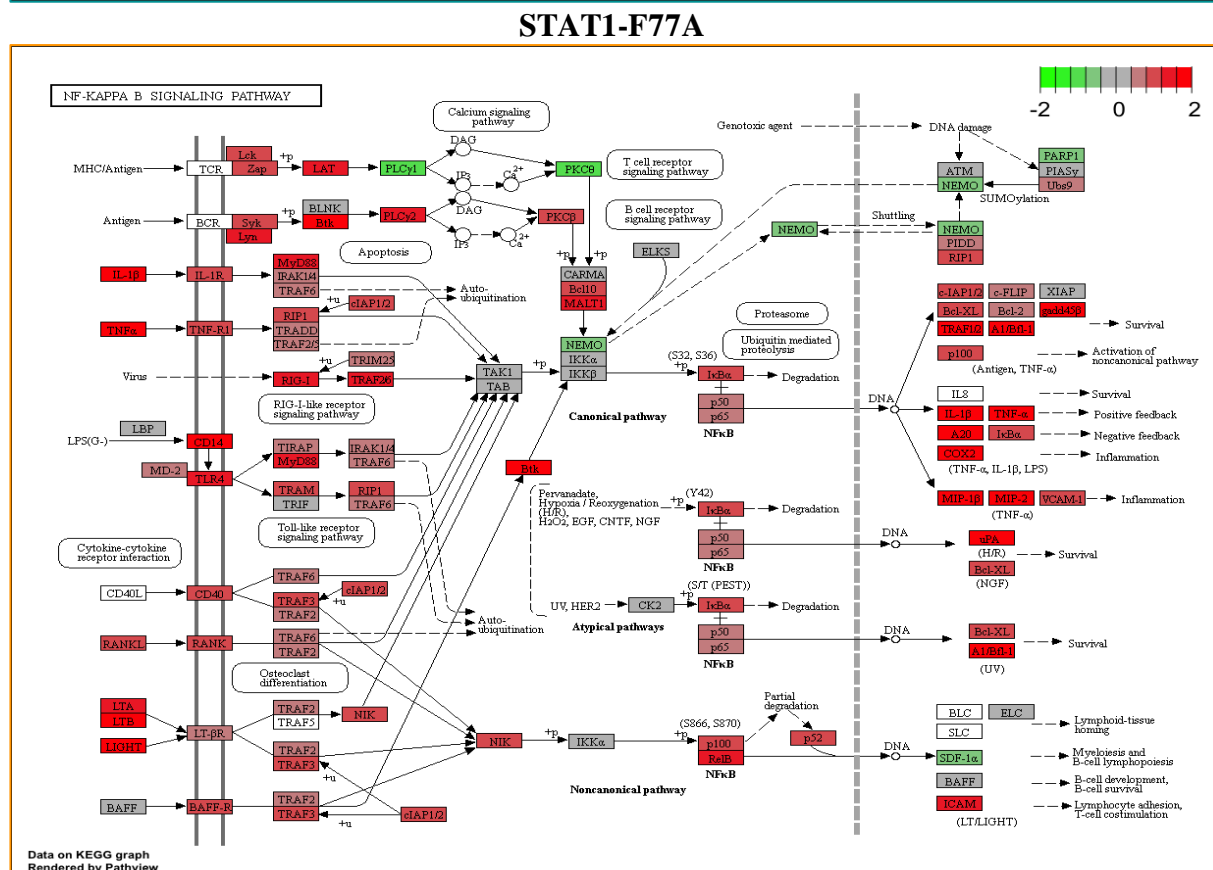 STAT1-F77A
NF-KAPPA B SIGNALING PATHWAY
-2 0 2
Calcium signaling
pathway
Genotoxic agent
DNA damage
MHC/Antigen
TCR
Lck
Zap
+p
LAT
PLCγ1
DAG
IP3
Ca2+
PKCθ
T cell receptor
signaling pathway
ATM
NEMO
PARP1
PIASy
Ubs9
SUMOylation
Antigen
BCR
Syk
Lyn
+p
BLNK
Btk
PLCγ2
DAG
IP3
Ca2+
PKCβ
B cell receptor
signaling pathway
Shuttling
NEMO
NEMO
PIDD
RIP1
Apoptosis
+p
+p
ELKS
IL-1β
IL-1R
MyD88
IRAK1/4
TRAF6
Auto-
ubiquitination
CARMA
Bcl10
MALT1
TNFα
TNF-R1
RIP1
TRADD
TRAF2/5
+u
cIAP1/2
Proteasome
Ubiquitin mediated
proteolysis
c-IAP1/2
c-FLIP
XIAP
Bcl-XL
Bcl-2
gadd45β
TRAF1/2
A1/Bfl-1
Survival
p100
Activation of
noncanonical pathway
(Antigen, TNF-α)
Virus
RIG-I
+u
TRIM25
TRAF2/6
TAK1
TAB
+p
NEMO
IKKα
IKKβ
(S32, S36)
+p
IκBα
Degradation
RIG-I-like receptor
signaling pathway
Canonical pathway
p50
p65
NFκB
DNA
IL8
Survival
IL-1β
TNF-α
Positive feedback
A20
IκBα
Negative feedback
COX2
Inflammation
(TNF-α, IL-1β, LPS)
LBP
LPS(G-)
CD14
MD-2
TLR4
TIRAP
MyD88
IRAK1/4
TRAF6
TRAM
TRIF
RIP1
TRAF6
Btk
MIP-1β
MIP-2
VCAM-1
Inflammation
(TNF-α)
Toll-like receptor
signaling pathway
Pervanadate,
Hypoxia / Reoxygenation
(H/R)
H2O2, EGF, CNTF, NGF
+p
(Y42)
IκBα
Degradation
p50
p65
NFκB
DNA
uPA
(H/R)
Bcl-XL
(NGF)
Survival
Cytokine-cytokine
receptor interaction
CD40L
CD40
TRAF6
TRAF3
TRAF2
+u
cIAP1/2
Auto-
ubiquitination
UV, HER2
CK2
+p
(S/T (PEST))
IκBα
Degradation
Atypical pathways
p50
p65
NFκB
DNA
Bcl-XL
A1/Bfl-1
(UV)
Survival
RANKL
RANK
TRAF6
TRAF2
Osteoclast
differentiation
LTA
LTB
LIGHT
LT-βR
TRAF2
TRAF5
NIK
TRAF2
TRAF3
+u
NIK
+p
IKKα
+p
(S866, S870)
p100
RelB
NFκB
Partial
degradation
p52
Noncanonical pathway
DNA
BLC
ELC
SLC
Lymphoid-tissue
homing
SDF-1α
Myeloiesis and
B-cell lymphopoiesis
BAFF
B-cell development,
B-cell survival
ICAM
Lymphocyte adhesion,
T-cell costimulation
(LT/LIGHT)
BAFF
BAFF-R
TRAF2
TRAF3
+u
cIAP1/2
Data on KEGG graph
Rendered by Pathview